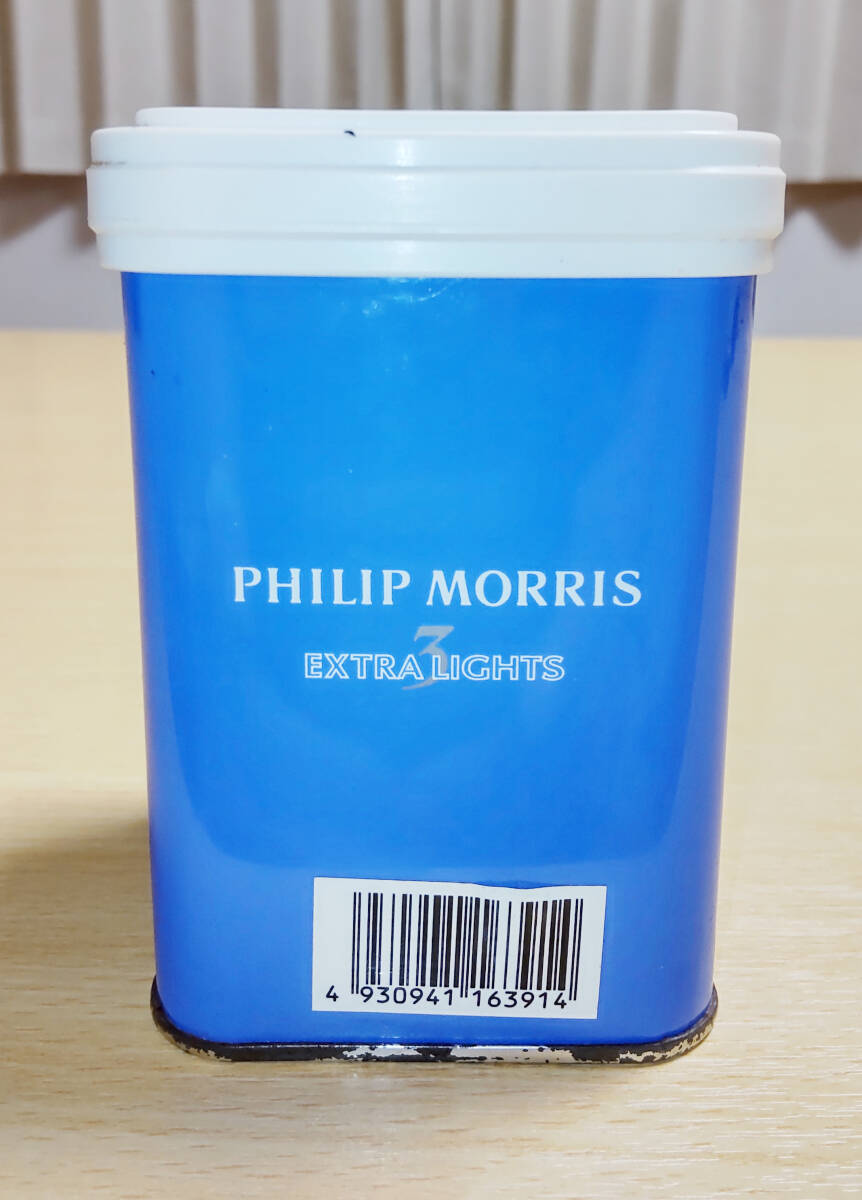 PHILIP MORRIS
EXTRA 3 LIGHTS
4 930941 163914